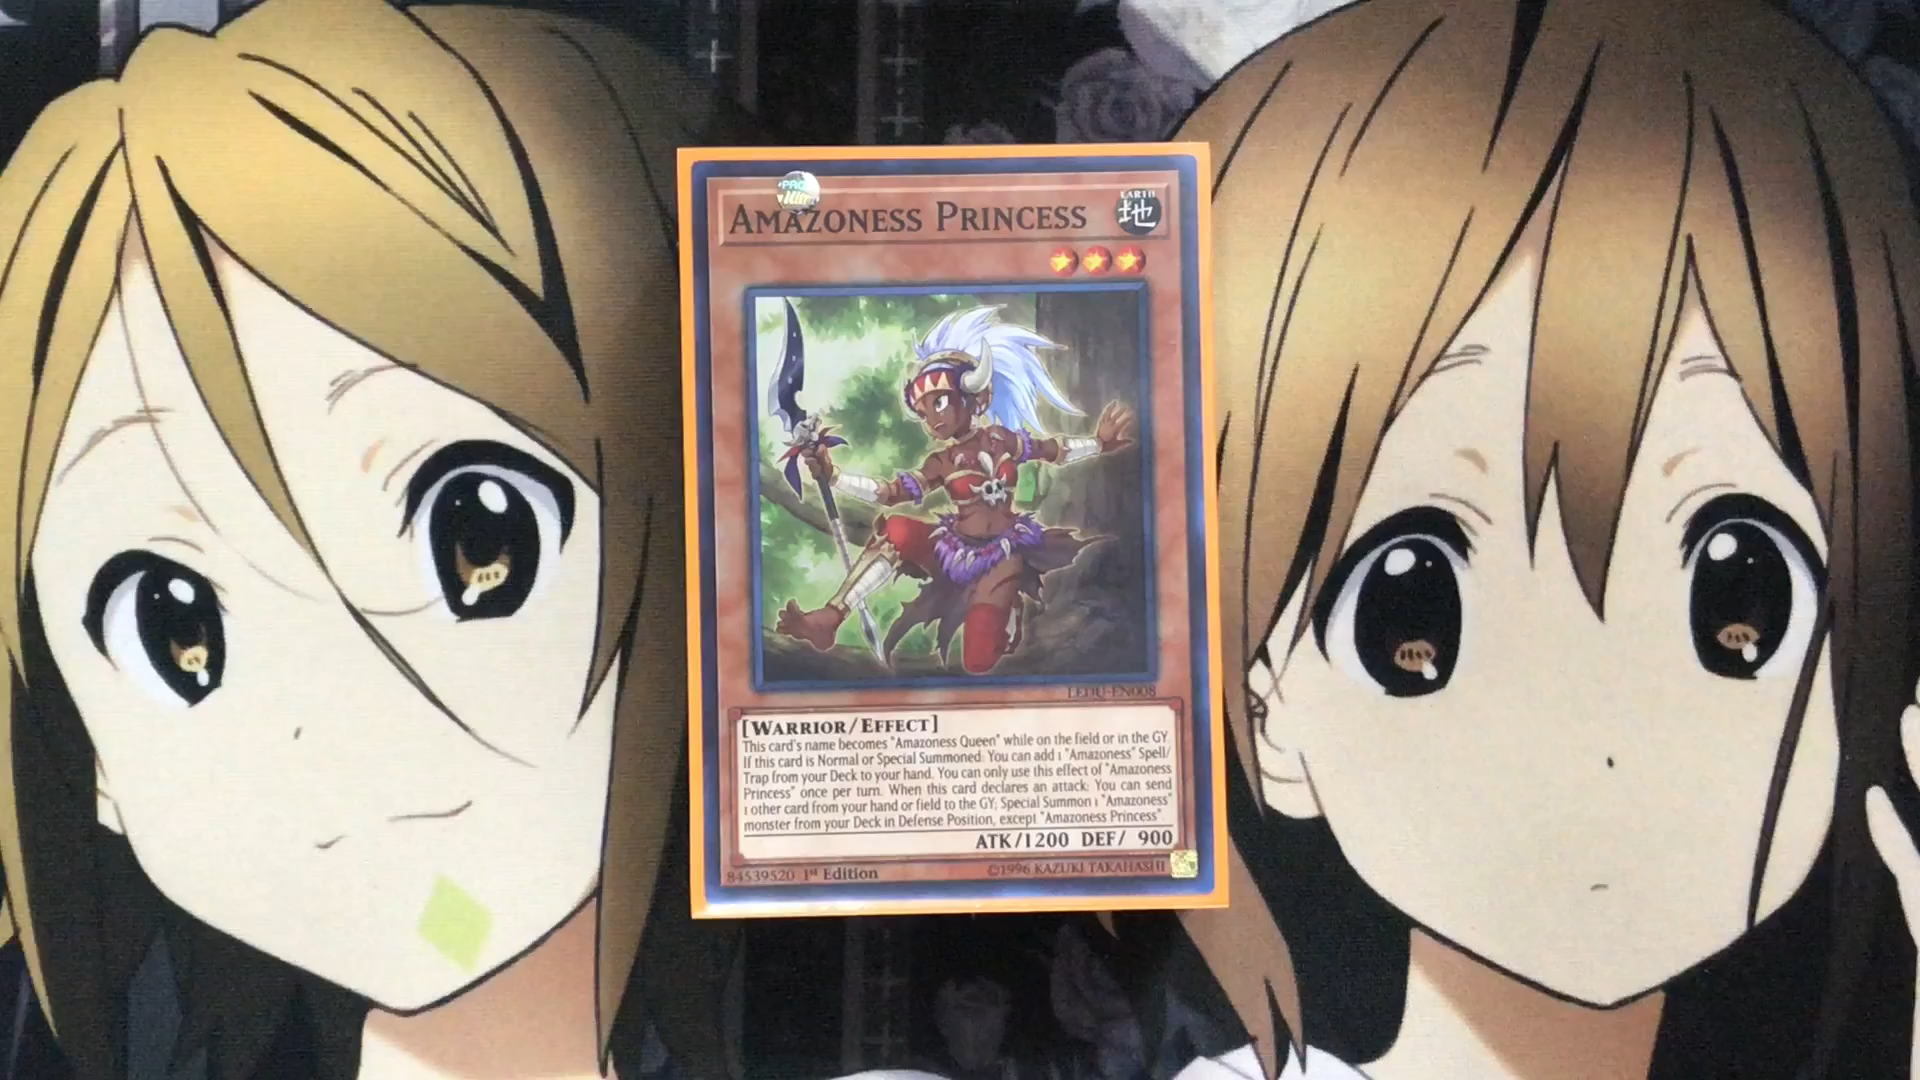 PRO
Ultra
AMAZONESS PRINCESS
EARTH
地
LEDU-EN008
[WARRIOR/EFFECT]
This card's name becomes "Amazoness Queen" while on the field or in the GY.
If this card is Normal or Special Summoned: You can add 1 "Amazoness" Spell/
Trap from your Deck to your hand. You can only use this effect of "Amazoness
Princess" once per turn. When this card declares an attack: You can send
1 other card from your hand or field to the GY; Special Summon 1 "Amazoness"
monster from your Deck in Defense Position, except "Amazoness Princess".
ATK/1200 DEF/ 900
84539520 1st Edition
©1996 KAZUKI TAKAHASHI